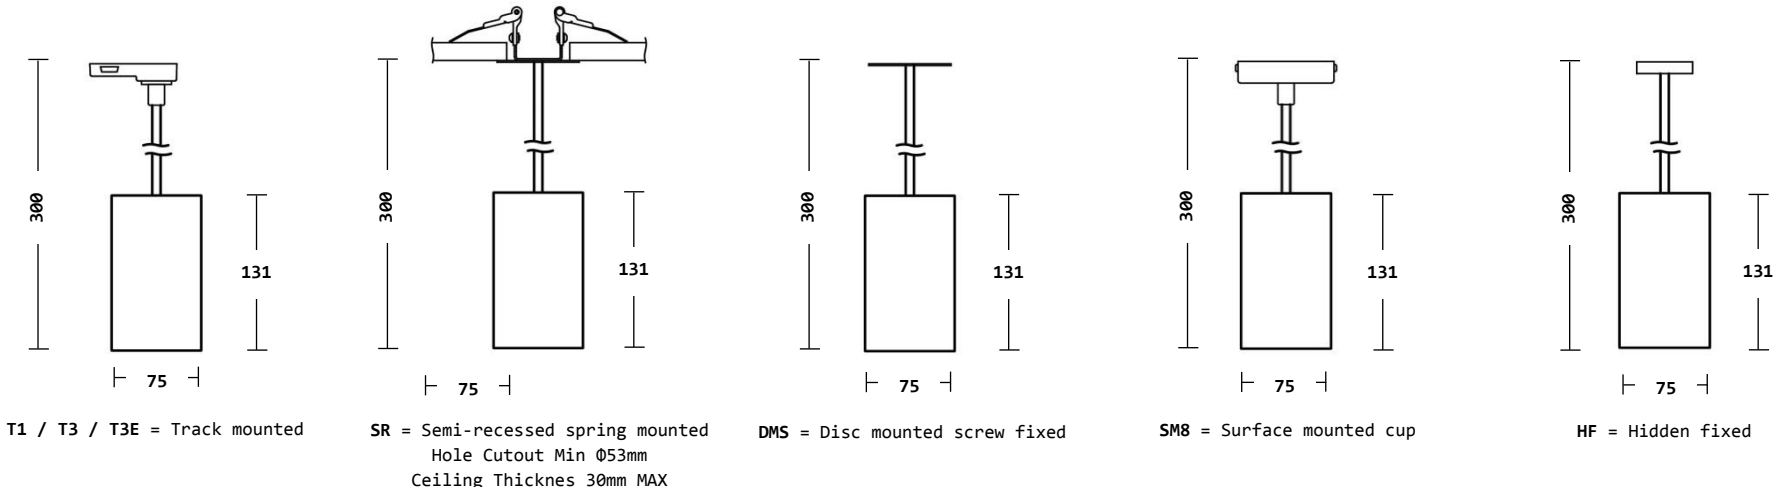 300
131
75
T1 / T3 / T3E = Track mounted
300
131
75
SR = Semi-recessed spring mounted
Hole Cutout Min Φ53mm
Ceiling Thicknes 30mm MAX
300
131
75
DMS = Disc mounted screw fixed
300
131
75
SM8 = Surface mounted cup
300
131
75
HF = Hidden fixed